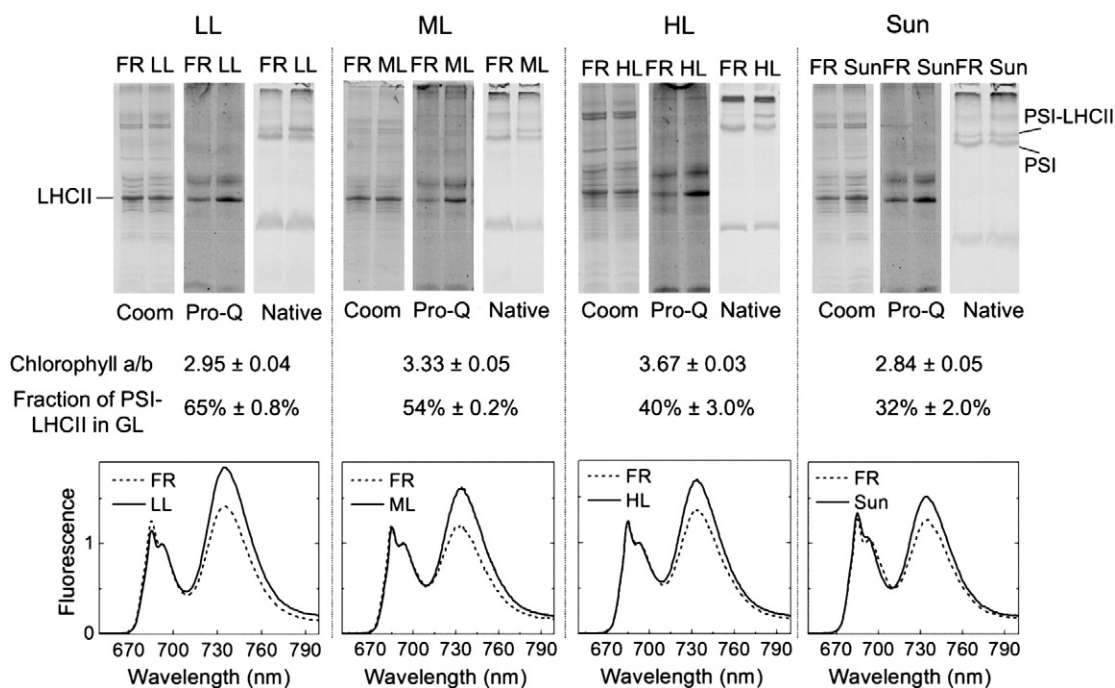 LL ML HL Sun
FR LL FR LL FR LL FR ML FR ML FR ML FR HL FR HL FR HL FR Sun FR Sun FR Sun
PSI-LHCII
PSI
LHCII
Coom Pro-Q Native Coom Pro-Q Native Coom Pro-Q Native Coom Pro-Q Native
Chlorophyll a/b 2.95 ± 0.04 3.33 ± 0.05 3.67 ± 0.03 2.84 ± 0.05
Fraction of PSI-
LHCII in GL 65% ± 0.8% 54% ± 0.2% 40% ± 3.0% 32% ± 2.0%
FR FR FR FR
LL ML HL Sun
Fluorescence
1
0
670 700 730 760 790 670 700 730 760 790 670 700 730 760 790 670 700 730 760 790
Wavelength (nm) Wavelength (nm) Wavelength (nm) Wavelength (nm)